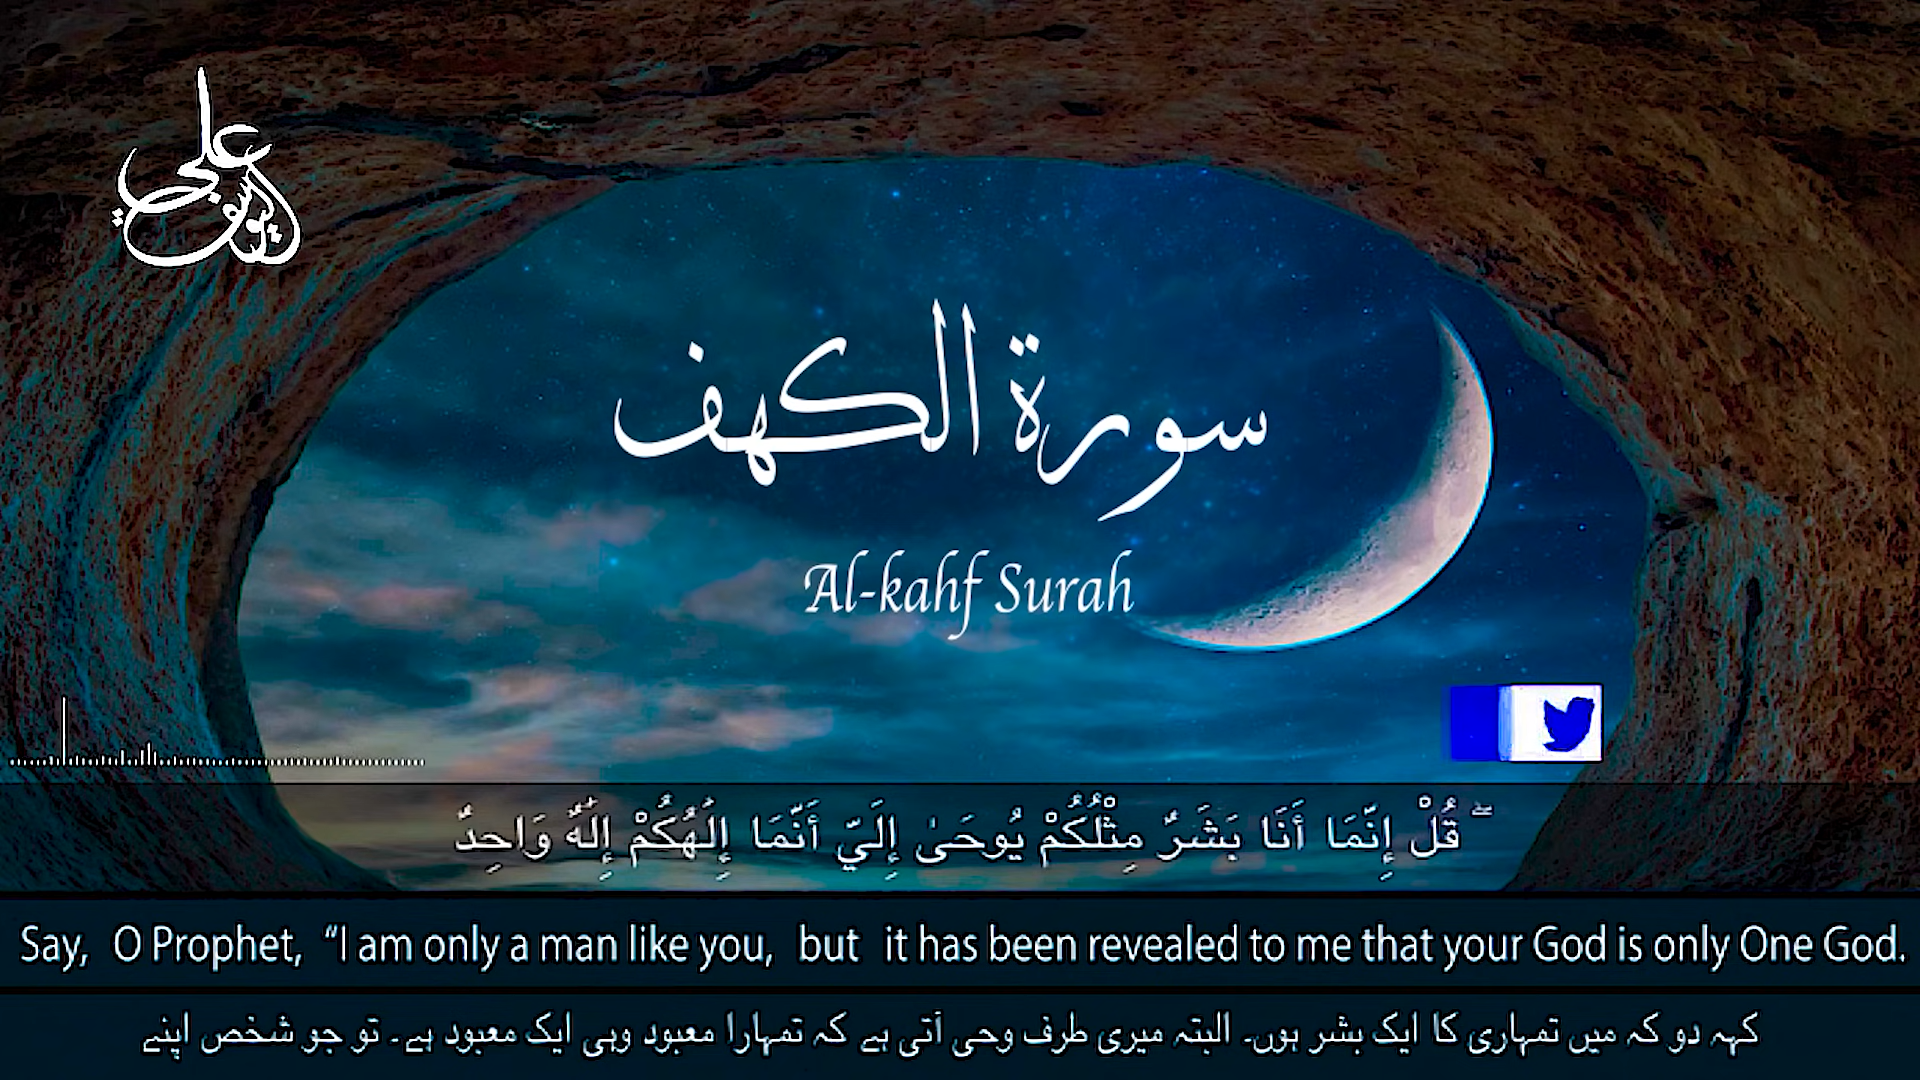 علي
سورة الكهف
Al-kahf Surah
قُلْ إِنَّمَا أَنَا بَشَرٌ مِثْلُكُمْ يُوحَىٰ إِلَيَّ أَنَّمَا إِلَٰهُكُمْ إِلَٰهٌ وَاحِدٌ ۖ
Say, O Prophet, “I am only a man like you, but it has been revealed to me that your God is only One God.
کہہ دو کہ میں تمہاری کا ایک بشر ہوں۔ البتہ میری طرف وحی آتی ہے کہ تمہارا معبود وہی ایک معبود ہے۔ تو جو شخص اپنے